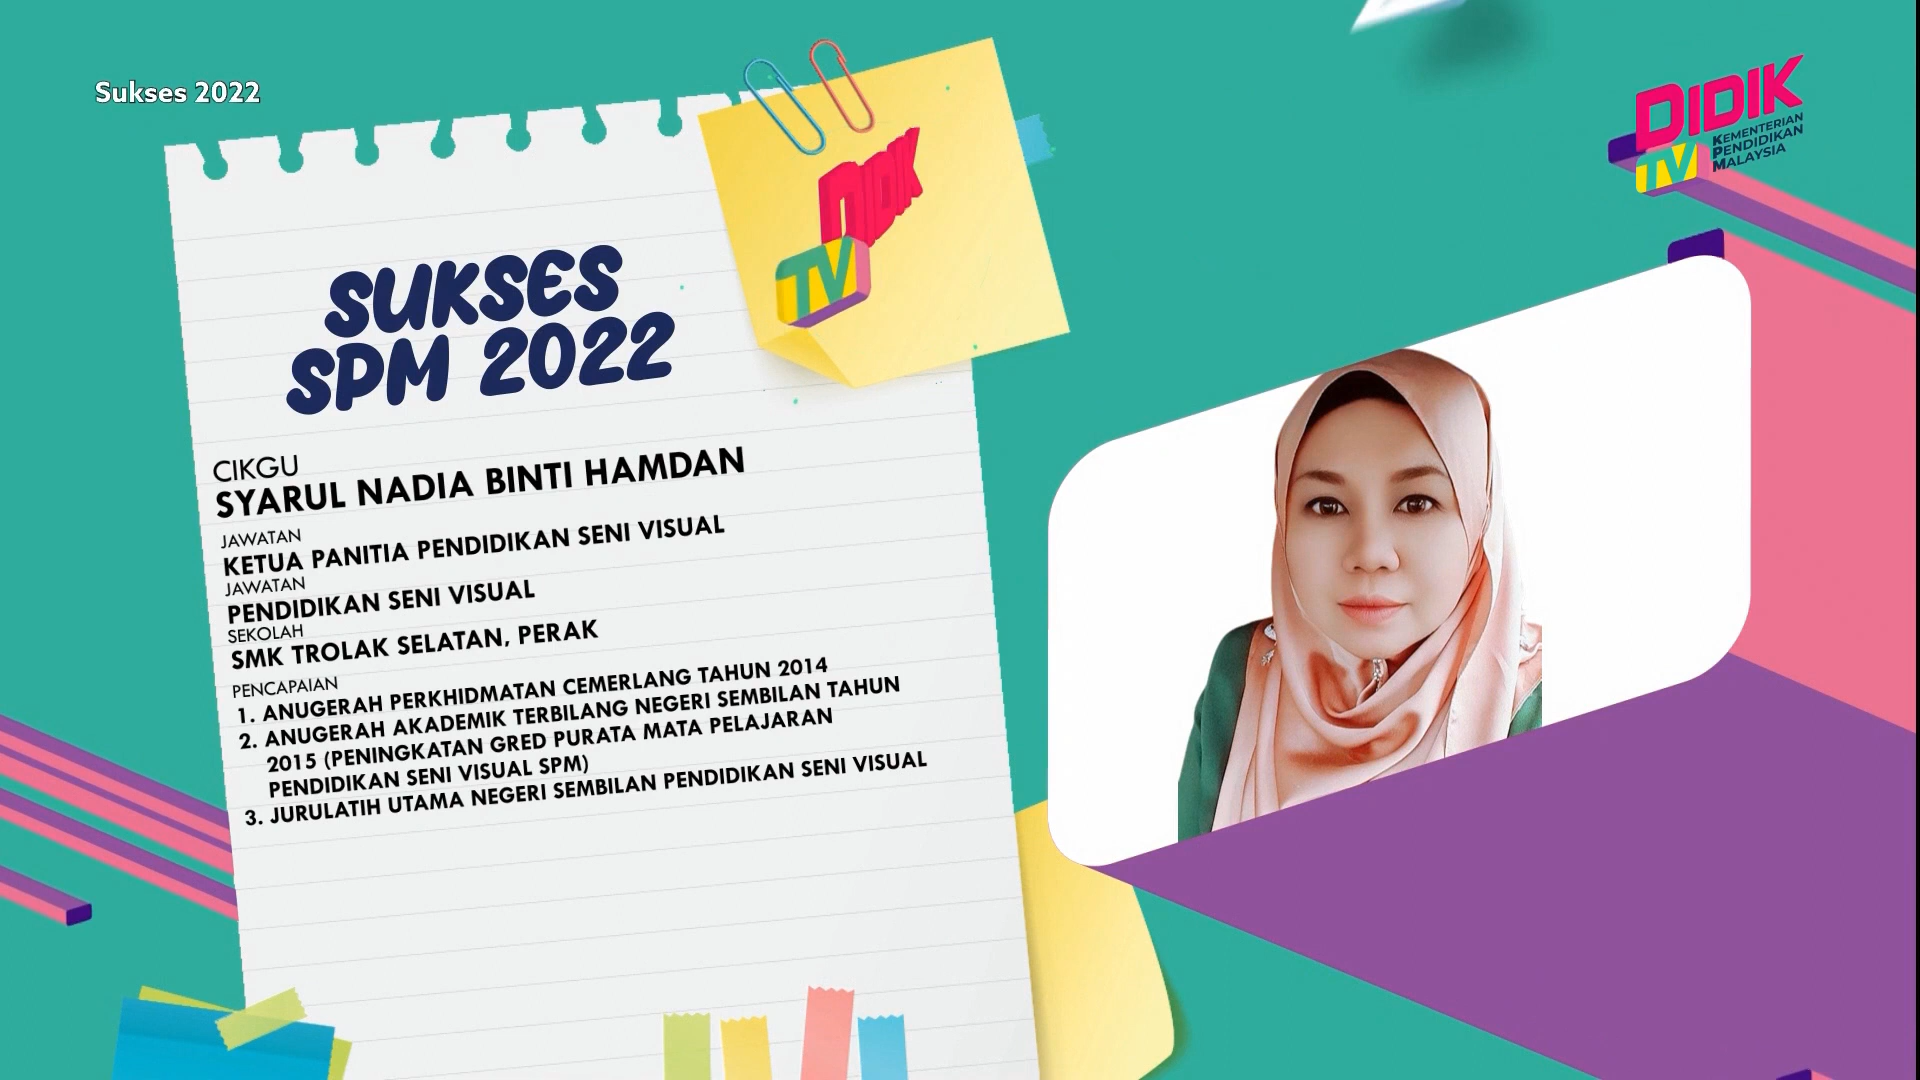 Sukses 2022
DIDIK
TV
KEMENTERIAN
PENDIDIKAN
MALAYSIA
DIDIK
TV
SUKSES
SPM 2022
CIKGU
SYARUL NADIA BINTI HAMDAN
JAWATAN
KETUA PANITIA PENDIDIKAN SENI VISUAL
JAWATAN
PENDIDIKAN SENI VISUAL
SEKOLAH
SMK TROLAK SELATAN, PERAK
PENCAPAIAN
1. ANUGERAH PERKHIDMATAN CEMERLANG TAHUN 2014
2. ANUGERAH AKADEMIK TERBILANG NEGERI SEMBILAN TAHUN
2015 (PENINGKATAN GRED PURATA MATA PELAJARAN
PENDIDIKAN SENI VISUAL SPM)
3. JURULATIH UTAMA NEGERI SEMBILAN PENDIDIKAN SENI VISUAL